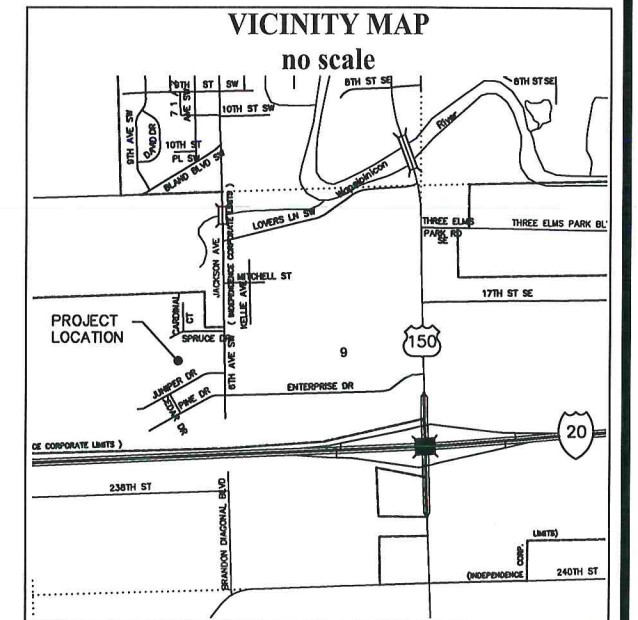 VICINITY MAP
no scale
9TH ST SW
8TH ST SE
8TH ST SE
7 1/2
AVE SW
10TH ST SW
9TH AVE SW
DAVID DR
10TH ST
PL SW
BLAND BLVD SW
Wapsipinicon
River
LOVERS LN SW
THREE ELMS
PARK RD
SE
THREE ELMS PARK BL
JACKSON AVE
6TH AVE SW ( INDEPENDENCE CORPORATE LIMITS )
MITCHELL ST
KELLIE AVE
17TH ST SE
CARDINAL
CT
SPRUCE DR
PROJECT
LOCATION
9
150
JUNIPER DR
PINE DR
CEDAR DR
ENTERPRISE DR
20
CE CORPORATE LIMITS )
238TH ST
BRANDON DIAGONAL BLVD
LIMITS)
CORP.
(INDEPENDENCE
240TH ST